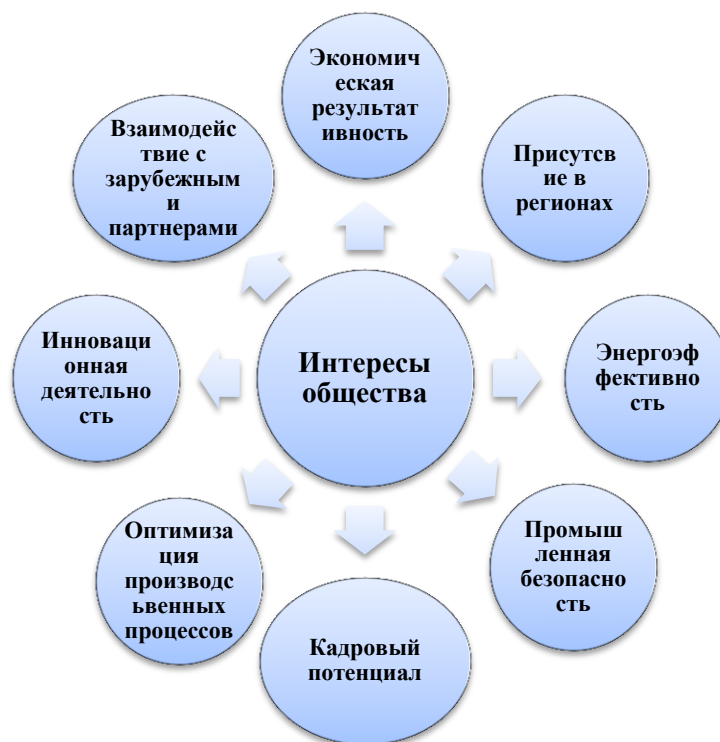 Экономич
еская
результат
ивность
Присутсв
ие в
регионах
Энергоэф
фективно
сть
Промыш
ленная
безопасно
сть
Кадровый
потенциал
Оптимиза
ция
производс
ьвенных
процессов
Инноваци
онная
деятельно
сть
Взаимодейс
твие с
зарубежным
и
партнерами
Интересы
общества